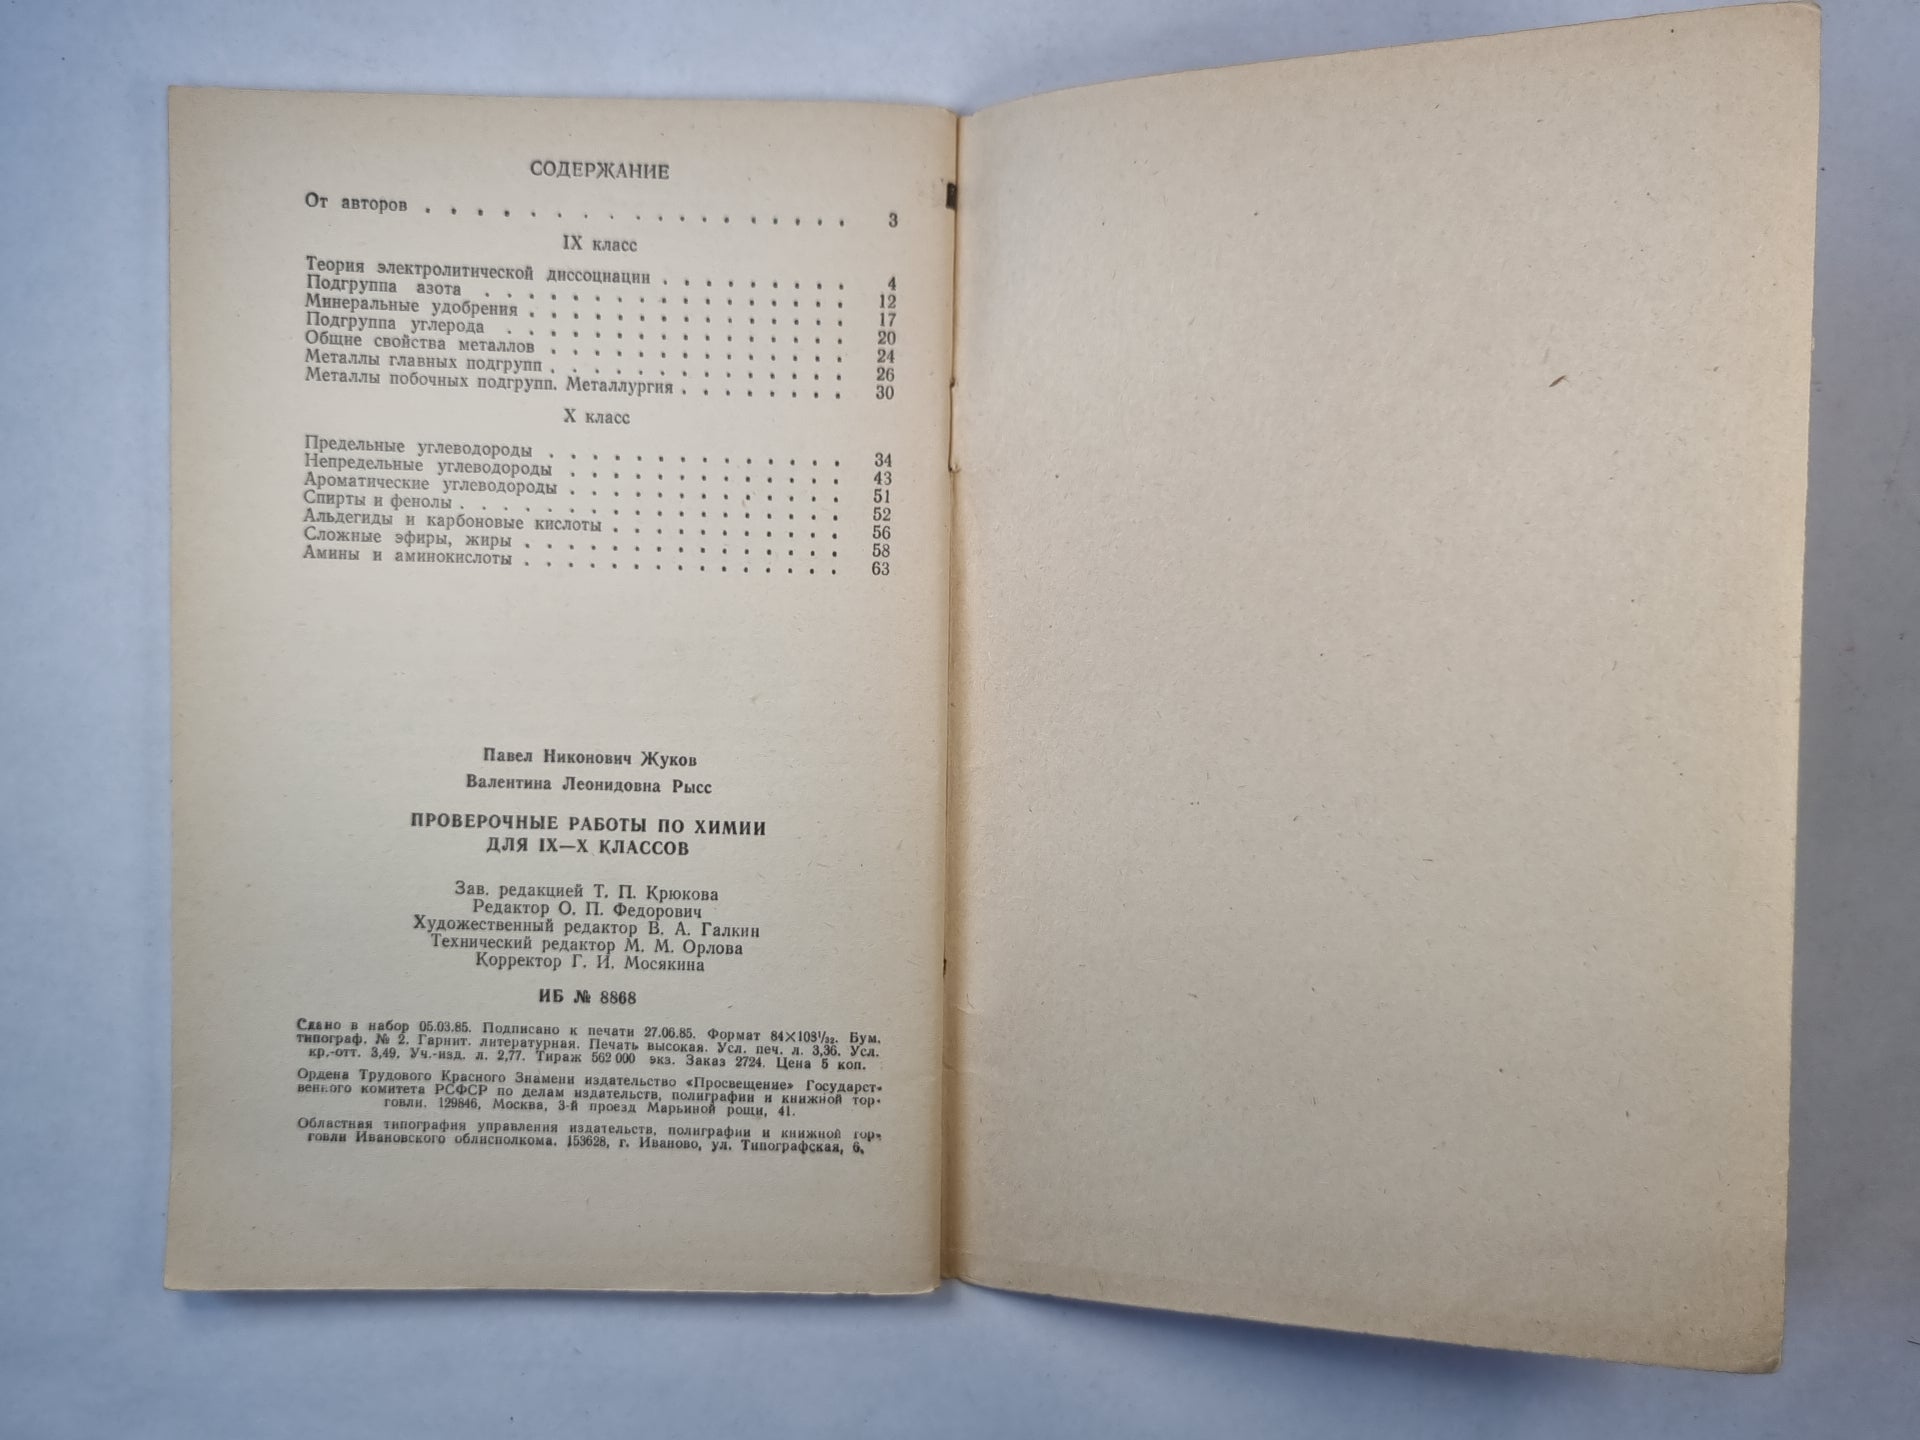 СОДЕРЖАНИЕ
От авторов . . . . . . . . . . . . . . . . . 3
IX класс
Теория электролитической диссоциации . . . . . . . . 4
Подгруппа азота . . . . . . . . . . . . . . . 12
Минеральные удобрения . . . . . . . . . . . . . 17
Подгруппа углерода . . . . . . . . . . . . . . 20
Общие свойства металлов . . . . . . . . . . . . 24
Металлы главных подгрупп . . . . . . . . . . . . 26
Металлы побочных подгрупп. Металлургия . . . . . . . 30
X класс
Предельные углеводороды . . . . . . . . . . . . 34
Непредельные углеводороды . . . . . . . . . . . 43
Ароматические углеводороды . . . . . . . . . . . 51
Спирты и фенолы . . . . . . . . . . . . . . . 52
Альдегиды и карбоновые кислоты . . . . . . . . . 56
Сложные эфиры, жиры . . . . . . . . . . . . . 58
Амины и аминокислоты . . . . . . . . . . . . . 63
Павел Никонович Жуков
Валентина Леонидовна Рысс
ПРОВЕРОЧНЫЕ РАБОТЫ ПО ХИМИИ
ДЛЯ IX—X КЛАССОВ
Зав. редакцией Т. П. Крюкова
Редактор О. П. Федорович
Художественный редактор В. А. Галкин
Технический редактор М. М. Орлова
Корректор Г. И. Мосякина
ИБ № 8868
Сдано в набор 05.03.85. Подписано к печати 27.06.85. Формат 84×108¹/₃₂. Бум.
типограф. № 2. Гарнит. литературная. Печать высокая. Усл. печ. л. 3,36. Усл.
кр.-отт. 3,49. Уч.-изд. л. 2,77. Тираж 562 000 экз. Заказ 2724. Цена 5 коп.
Ордена Трудового Красного Знамени издательство «Просвещение» Государст-
венного комитета РСФСР по делам издательств, полиграфии и книжной тор-
говли. 129846, Москва, 3-й проезд Марьиной рощи, 41.
Областная типография управления издательств, полиграфии и книжной тор-
говли Ивановского облисполкома. 153628, г. Иваново, ул. Типографская, 6.